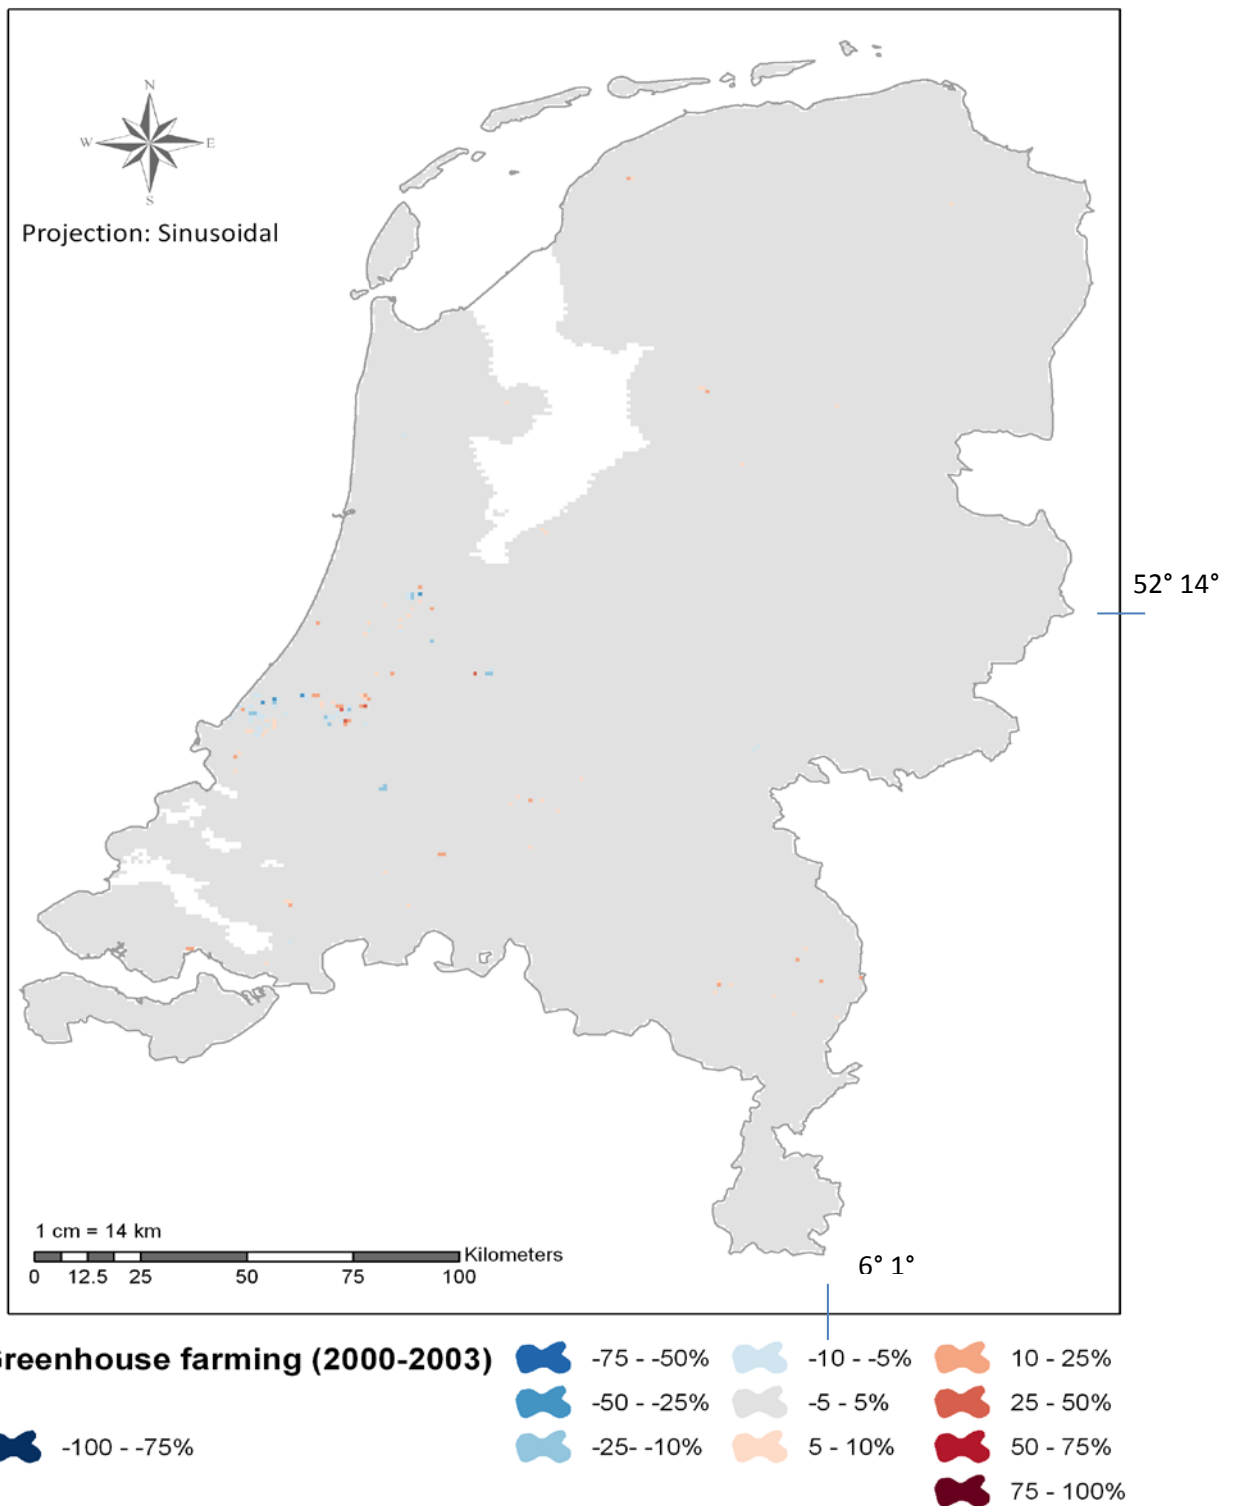 N
W E
S
Projection: Sinusoidal
52° 14°
1 cm = 14 km
Kilometers
0 12.5 25 50 75 100
6° 1°
reenhouse farming (2000-2003)
-75 - -50%
-10 - -5%
10 - 25%
-50 - -25%
-5 - 5%
25 - 50%
-100 - -75%
-25- -10%
5 - 10%
50 - 75%
75 - 100%